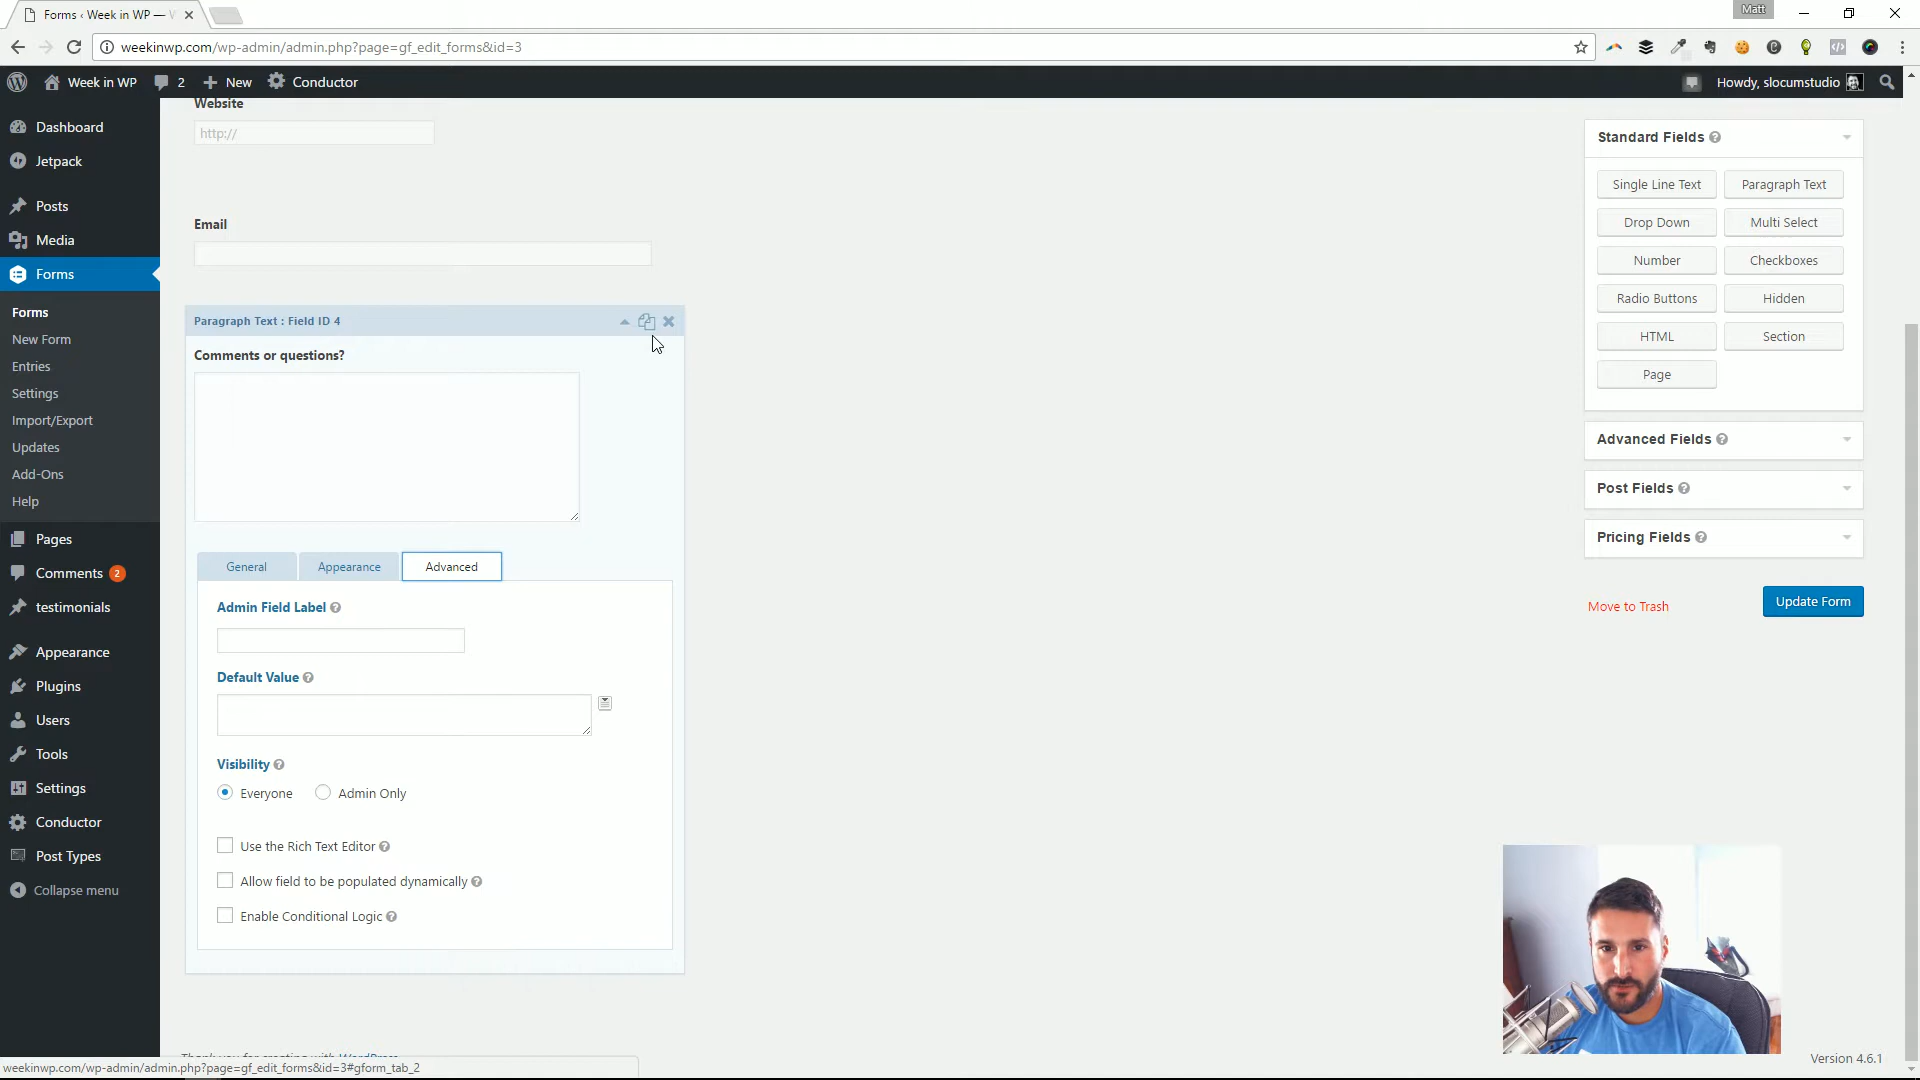 Forms ‹ Week in WP —
Matt
weekinwp.com/wp-admin/admin.php?page=gf_edit_forms&id=3
Week in WP
2
New
Conductor
Howdy, slocumstudio
Dashboard
Jetpack
Posts
Media
Forms
Forms
New Form
Entries
Settings
Import/Export
Updates
Add-Ons
Help
Pages
Comments 2
testimonials
Appearance
Plugins
Users
Tools
Settings
Conductor
Post Types
Collapse menu
Website
http://
Email
Paragraph Text : Field ID 4
Comments or questions?
General
Appearance
Advanced
Admin Field Label
Default Value
Visibility
Everyone
Admin Only
Use the Rich Text Editor
Allow field to be populated dynamically
Enable Conditional Logic
Standard Fields
Single Line Text
Paragraph Text
Drop Down
Multi Select
Number
Checkboxes
Radio Buttons
Hidden
HTML
Section
Page
Advanced Fields
Post Fields
Pricing Fields
Move to Trash
Update Form
Thank you for creating with WordPress
weekinwp.com/wp-admin/admin.php?page=gf_edit_forms&id=3#gform_tab_2
Version 4.6.1